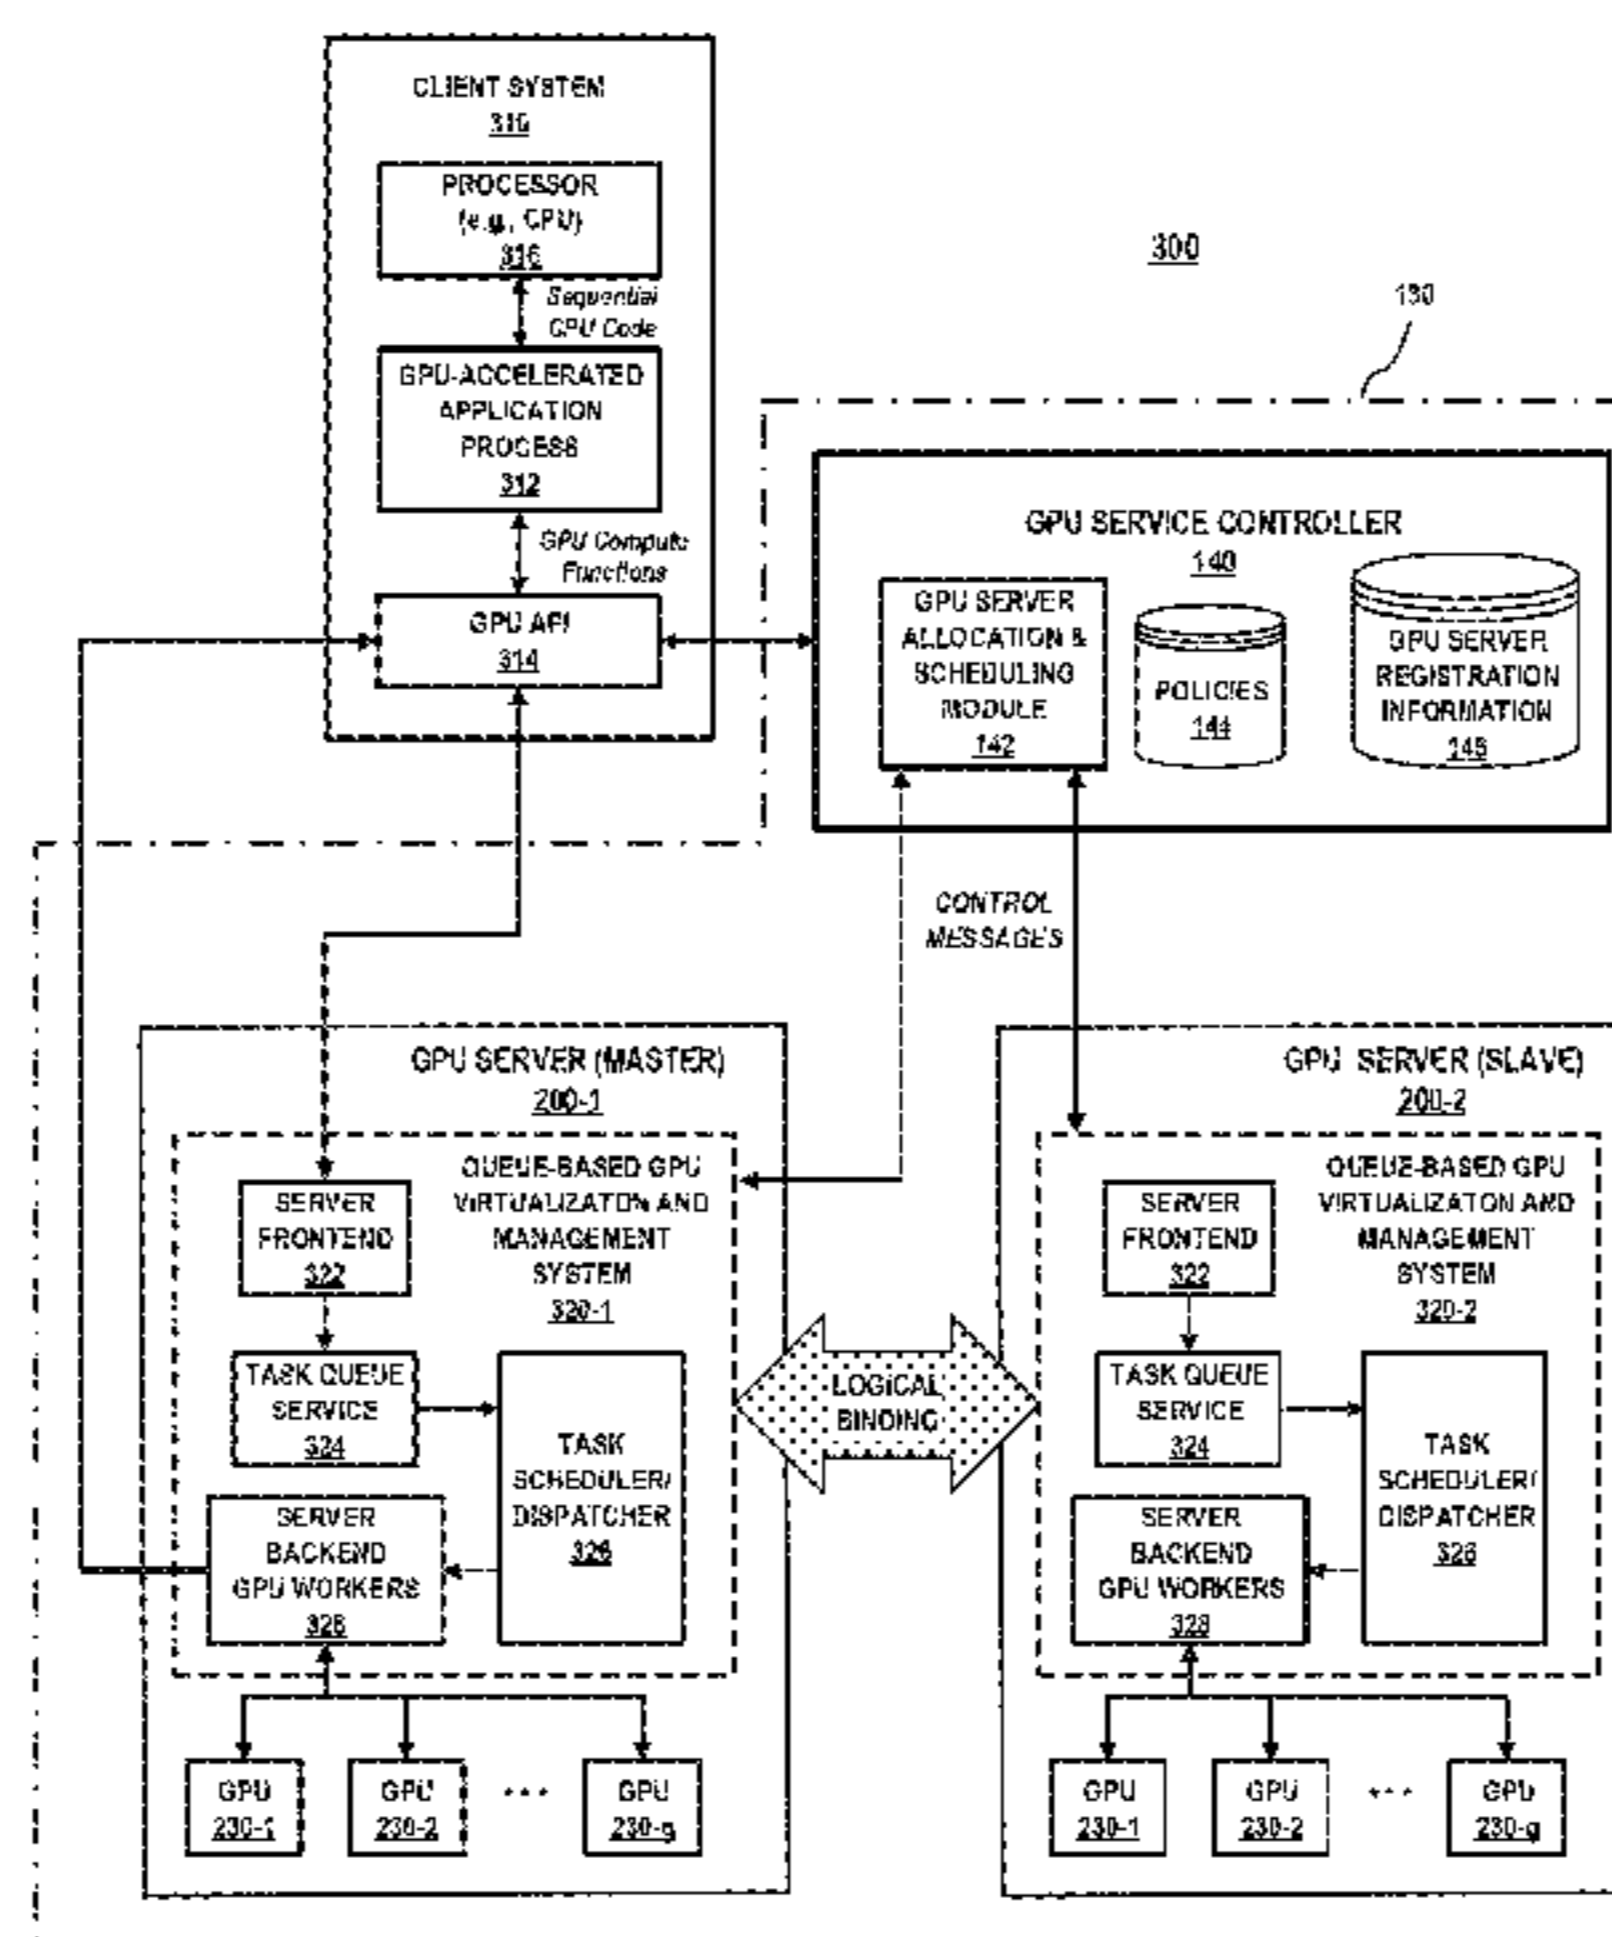 CLIENT SYSTEM
310
PROCESSOR
(e.g., CPU)
316
Sequential
CPU Code
GPU-ACCELERATED
APPLICATION
PROCESS
312
GPU Compute
Functions
GPU API
314
300
130
GPU SERVICE CONTROLLER
140
GPU SERVER
ALLOCATION &
SCHEDULING
MODULE
142
POLICIES
144
GPU SERVER
REGISTRATION
INFORMATION
146
CONTROL
MESSAGES
GPU SERVER (MASTER)
200-1
QUEUE-BASED GPU
VIRTUALIZATON AND
MANAGEMENT
SYSTEM
320-1
SERVER
FRONTEND
322
TASK QUEUE
SERVICE
324
TASK
SCHEDULER/
DISPATCHER
326
SERVER
BACKEND
GPU WORKERS
328
GPU
230-1
GPU
230-2
...
GPU
230-g
LOGICAL
BINDING
GPU SERVER (SLAVE)
200-2
QUEUE-BASED GPU
VIRTUALIZATON AND
MANAGEMENT
SYSTEM
320-2
SERVER
FRONTEND
322
TASK QUEUE
SERVICE
324
TASK
SCHEDULER/
DISPATCHER
326
SERVER
BACKEND
GPU WORKERS
328
GPU
230-1
GPU
230-2
...
GPU
230-g